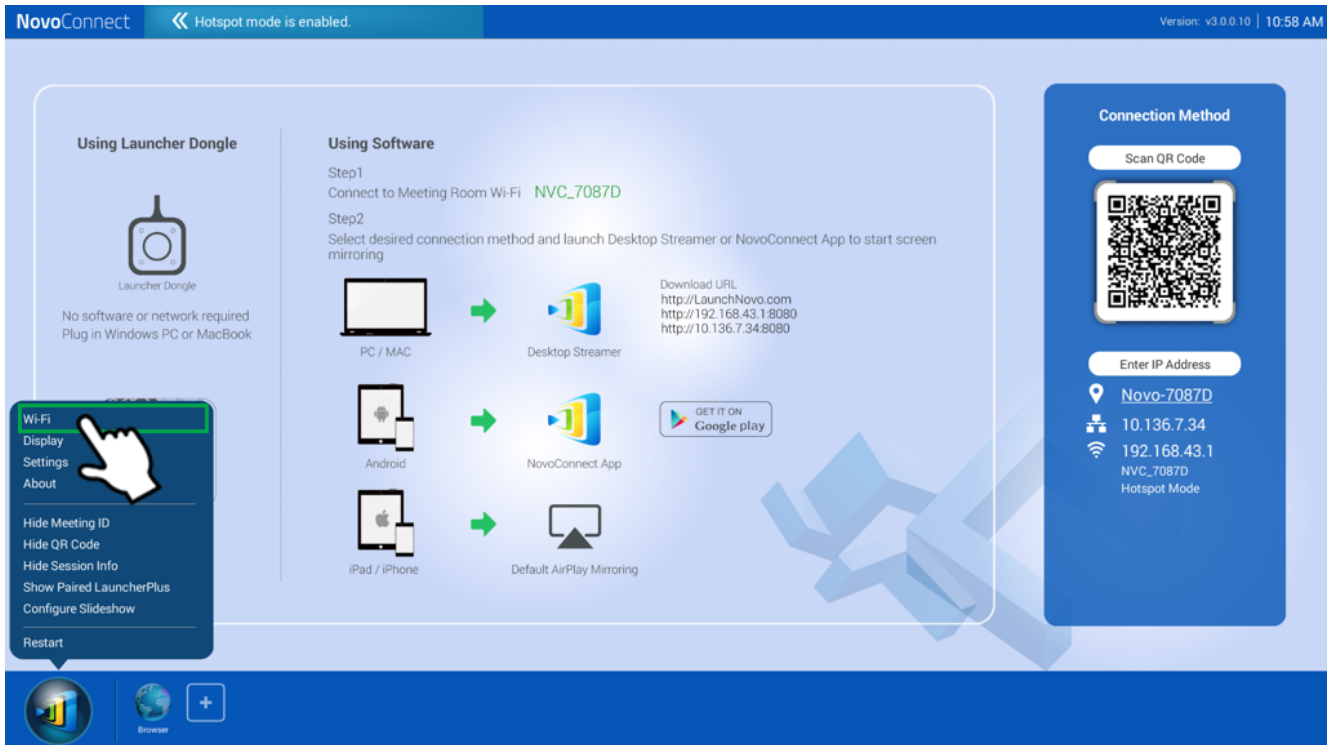 NovoConnect
Hotspot mode is enabled.
Version: v3.0.0.10 | 10:58 AM
Using Launcher Dongle
Launcher Dongle
No software or network required
Plug in Windows PC or MacBook
Using Software
Step1
Connect to Meeting Room Wi-Fi NVC_7087D
Step2
Select desired connection method and launch Desktop Streamer or NovoConnect App to start screen
mirroring
PC / MAC
Desktop Streamer
Download URL
http://LaunchNovo.com
http://192.168.43.1:8080
http://10.136.7.34:8080
Android
NovoConnect App
GET IT ON
Google play
iPad / iPhone
Default AirPlay Mirroring
Connection Method
Scan QR Code
Enter IP Address
Novo-7087D
10.136.7.34
192.168.43.1
NVC_7087D
Hotspot Mode
Wi-Fi
Display
Settings
About
Hide Meeting ID
Hide QR Code
Hide Session Info
Show Paired LauncherPlus
Configure Slideshow
Restart
Browser